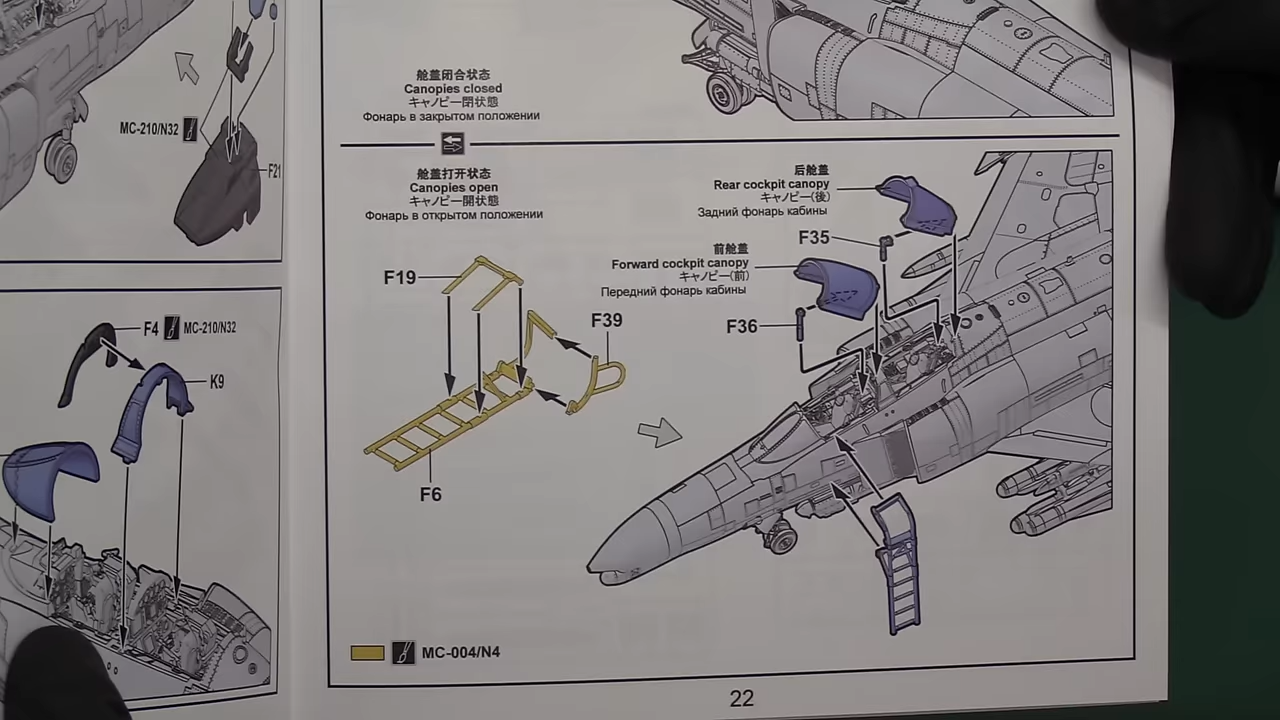 MC-210/N32
F21
F4
MC-210/N32
K9
舱盖闭合状态
Canopies closed
キャノピー閉状態
Фонарь в закрытом положении
舱盖打开状态
Canopies open
キャノピー開状態
Фонарь в открытом положении
后舱盖
Rear cockpit canopy
キャノピー(後)
Задний фонарь кабины
F35
前舱盖
Forward cockpit canopy
キャノピー(前)
Передний фонарь кабины
F36
F19
F39
F6
MC-004/N4
22